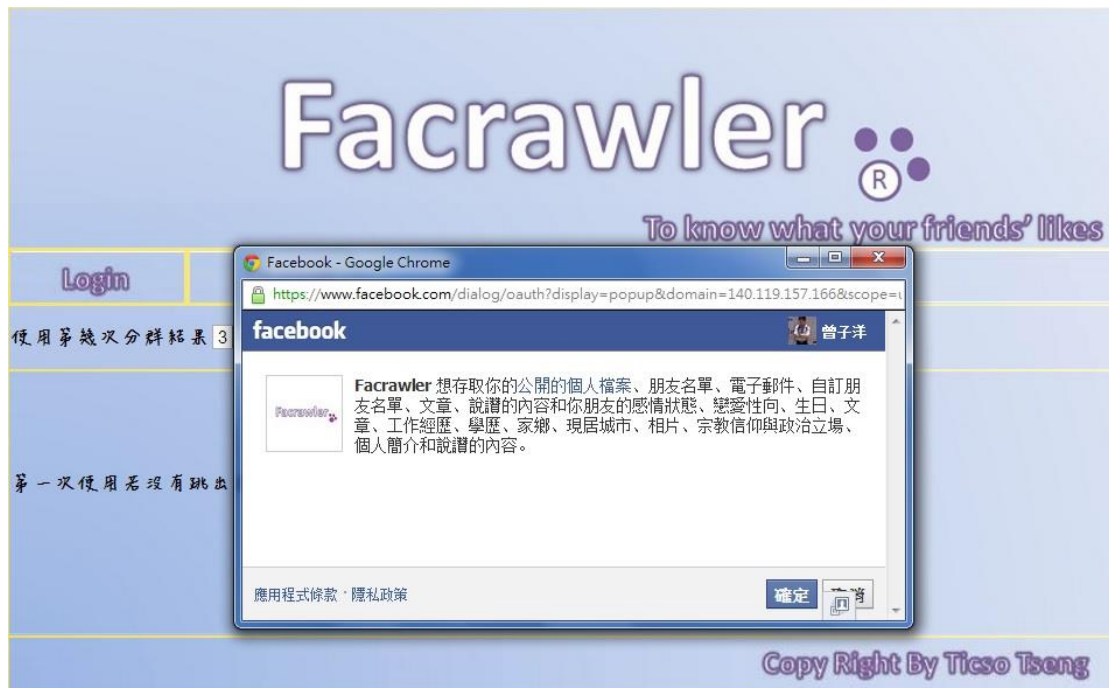 Facrawler
®
To know what your friends' likes
Login
Facebook - Google Chrome
https://www.facebook.com/dialog/oauth?display=popup&domain=140.119.157.166&scope=u
使用第幾次分群結果 3
facebook
曾子洋
Facrawler
Facrawler 想存取你的公開的個人檔案、朋友名單、電子郵件、自訂朋
友名單、文章、說讚的內容和你朋友的感情狀態、戀愛性向、生日、文
章、工作經歷、學歷、家鄉、現居城市、相片、宗教信仰與政治立場、
個人簡介和說讚的內容。
第一次使用若沒有跳出
應用程式條款 · 隱私政策
確定
Copy Right By Ticso Tseng